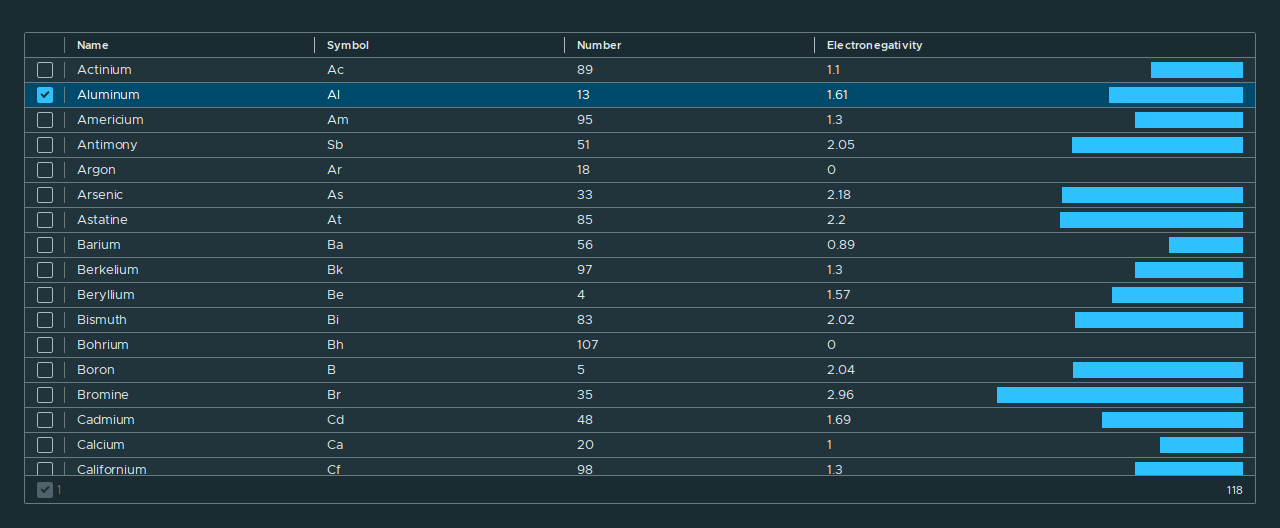 Name Symbol Number Electronegativity
Actinium Ac 89 1.1
Aluminum Al 13 1.61
Americium Am 95 1.3
Antimony Sb 51 2.05
Argon Ar 18 0
Arsenic As 33 2.18
Astatine At 85 2.2
Barium Ba 56 0.89
Berkelium Bk 97 1.3
Beryllium Be 4 1.57
Bismuth Bi 83 2.02
Bohrium Bh 107 0
Boron B 5 2.04
Bromine Br 35 2.96
Cadmium Cd 48 1.69
Calcium Ca 20 1
Californium Cf 98 1.3
1 118